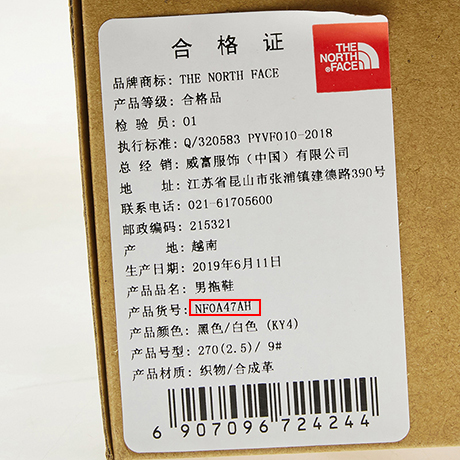 合格证
THE
NORTH
FACE
品牌商标: THE NORTH FACE
产品等级: 合格品
检 验 员: 01
执行标准: Q/320583 PYVF010-2018
总 经 销: 威富服饰（中国）有限公司
地 址: 江苏省昆山市张浦镇建德路390号
联系电话: 021-61705600
邮政编码: 215321
产 地: 越南
生产日期: 2019年6月11日
产品品名: 男拖鞋
产品货号: NF0A47AH
产品颜色: 黑色/白色 (KY4)
产品号型: 270(2.5)/ 9#
产品材质: 织物/合成革
6 907096 724244